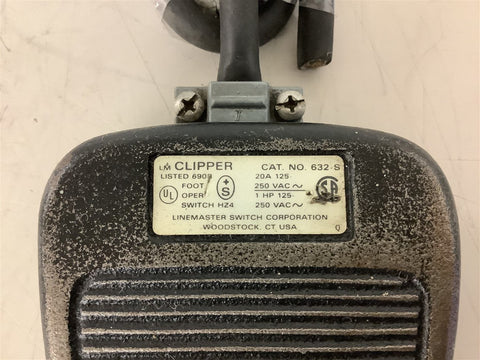 LM CLIPPER CAT. NO. 632-S
LISTED 690B 20A 125
UL FOOT +S 250 VAC ~ SA
OPER 1 HP 125-
SWITCH HZ4 250 VAC ~
LINEMASTER SWITCH CORPORATION
WOODSTOCK, CT USA Q